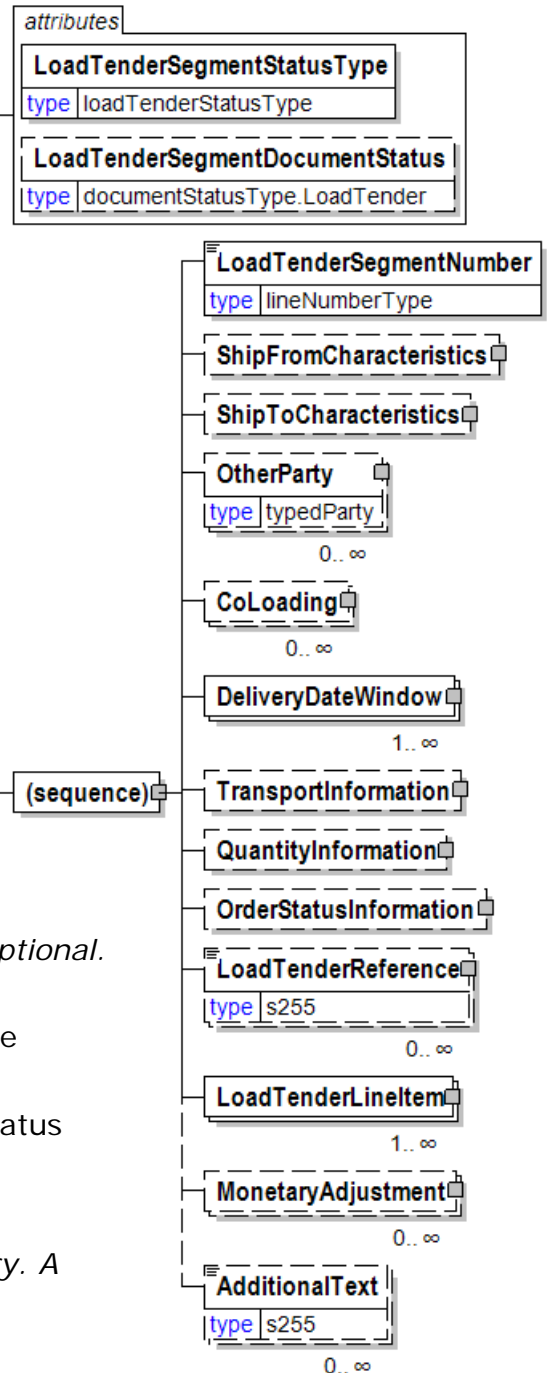 attributes
LoadTenderSegmentStatusType
type loadTenderStatusType
LoadTenderSegmentDocumentStatus
type documentStatusType.LoadTender
LoadTenderSegmentNumber
type lineNumberType
ShipFromCharacteristics
ShipToCharacteristics
OtherParty
type typedParty
0.. ∞
CoLoading
0.. ∞
DeliveryDateWindow
1.. ∞
(sequence)
TransportInformation
QuantityInformation
OrderStatusInformation
ptional.
LoadTenderReference
type s255
0.. ∞
e
LoadTenderLineItem
atus
1.. ∞
MonetaryAdjustment
0.. ∞
y. A
AdditionalText
type s255
0.. ∞